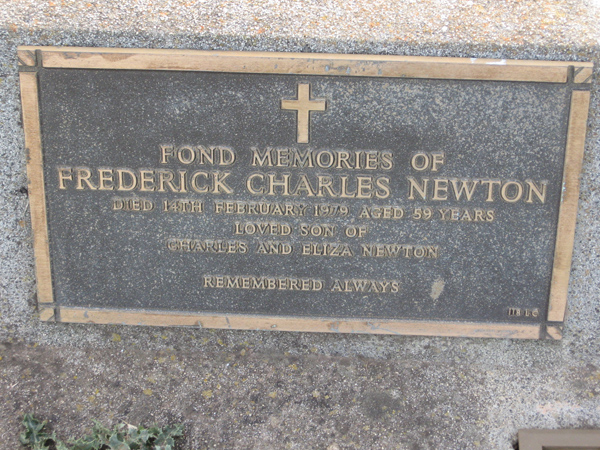 FOND MEMORIES OF
FREDERICK CHARLES NEWTON
DIED 14TH FEBRUARY 1979 AGED 59 YEARS
LOVED SON OF
CHARLES AND ELIZA NEWTON
REMEMBERED ALWAYS